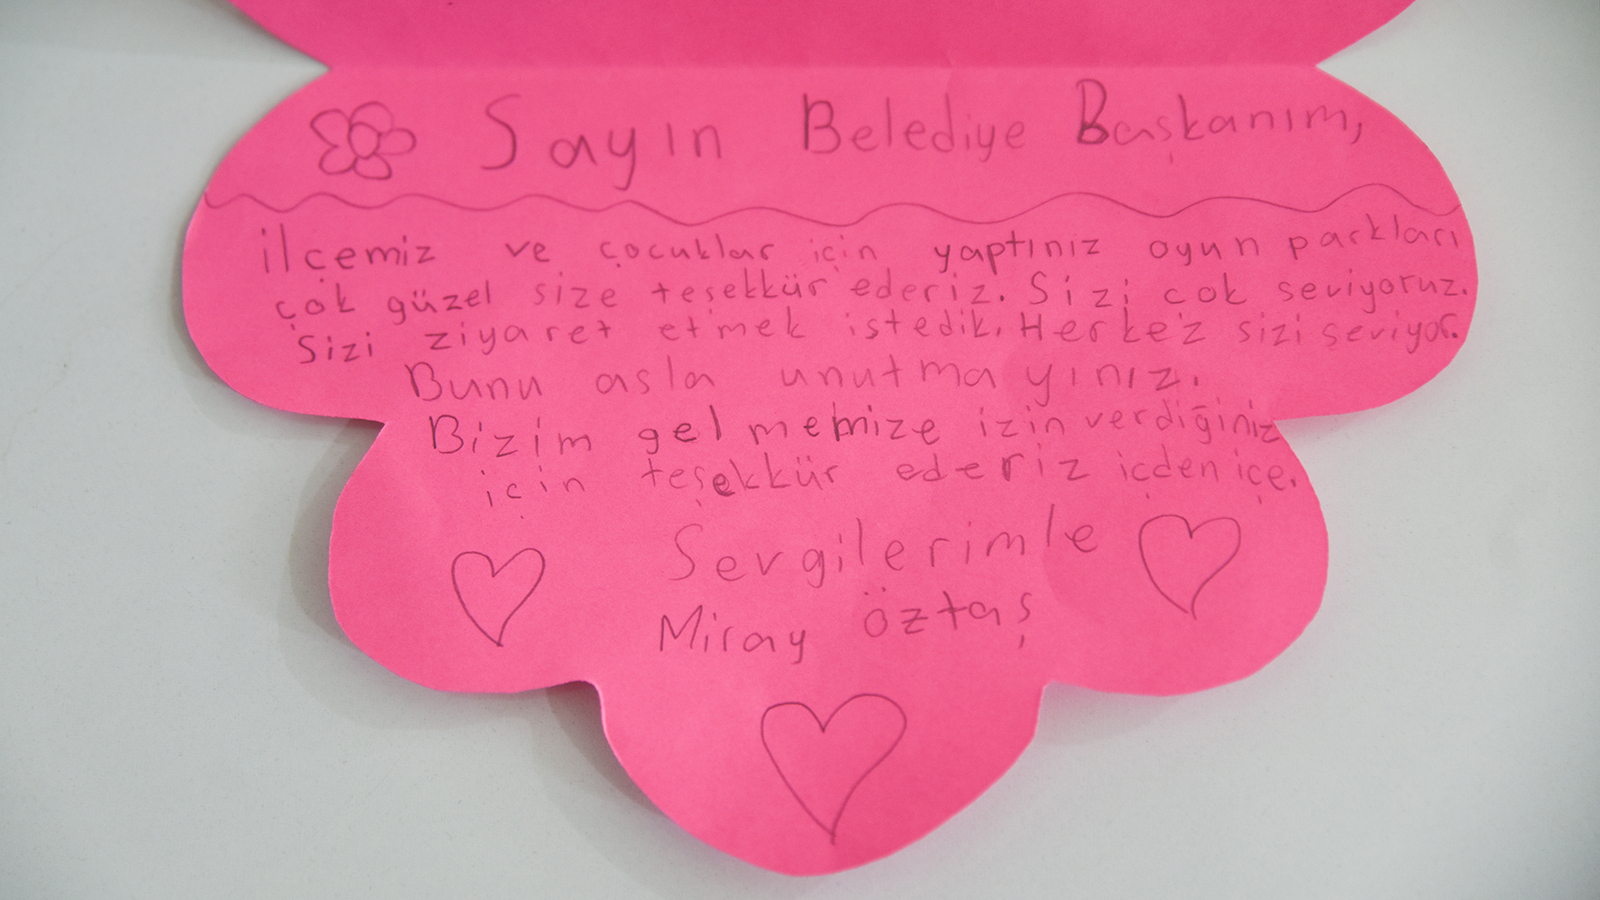 Sayın Belediye Başkanım,
ilçemiz ve çocuklar için yaptınız oyun parkları
çok güzel size teşekkür ederiz. Sizi çok seviyoruz.
Sizi ziyaret etmek istedik. Herkez sizi seviyor.
Bunu asla unutmayınız.
Bizim gelmemize izin verdiğiniz
için teşekkür ederiz içden içe.
Sevgilerimle
Miray Öztaş